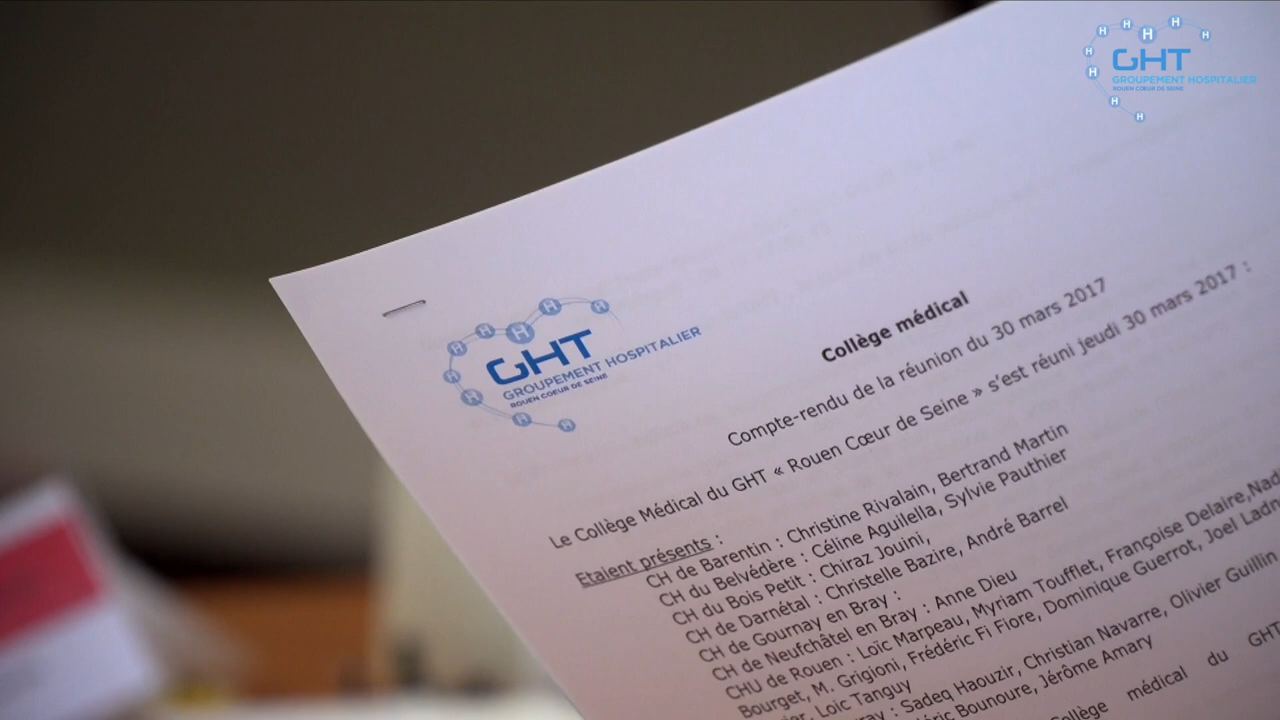 GHT
GROUPEMENT HOSPITALIER
ROUEN CŒUR DE SEINE
GHT
GROUPEMENT HOSPITALIER
ROUEN COEUR DE SEINE
Collège médical
Compte-rendu de la réunion du 30 mars 2017
Le Collège Médical du GHT « Rouen Cœur de Seine » s'est réuni jeudi 30 mars 2017 :
Etaient présents :
CH de Barentin : Christine Rivalain, Bertrand Martin
CH du Belvédère : Céline Aguilella, Sylvie Pauthier
CH du Bois Petit : Chiraz Jouini,
CH de Darnétal : Christelle Bazire, André Barrel
CH de Gournay en Bray :
CH de Neufchâtel en Bray : Anne Dieu
CHU de Rouen : Loïc Marpeau, Myriam Toufflet, Françoise Delaire,
Bourget, M. Grigioni, Frédéric Fi Fiore, Dominique Guerrot, Joel
Loic Tanguy
: Sadeq Haouzir, Christian Navarre, Olivier Guillin
Bounoure, Jérôme Amary
Collège médical du GHT